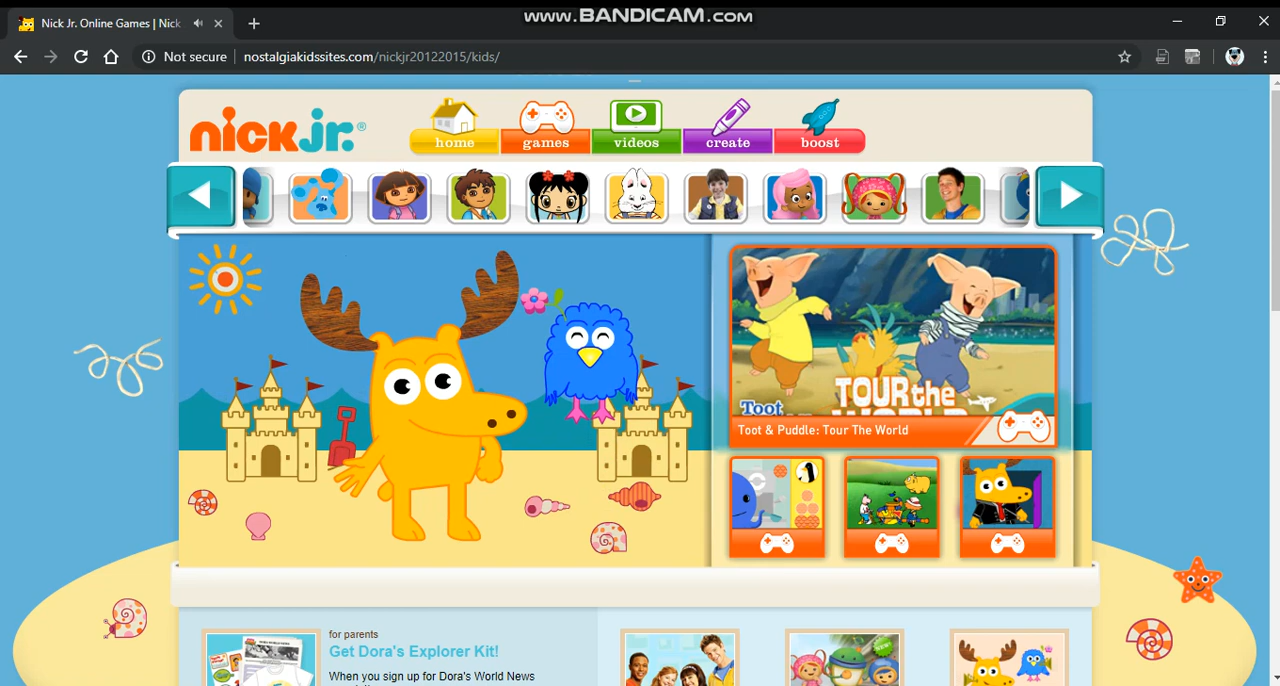 www.BANDICAM.com
Nick Jr. Online Games | Nick
Not secure
nostalgiakidssites.com/nickjr20122015/kids/
nick jr.®
home
games
videos
create
boost
TOUR the
WORLD
Toot
Toot & Puddle: Tour The World
for parents
Get Dora's Explorer Kit!
When you sign up for Dora's World News